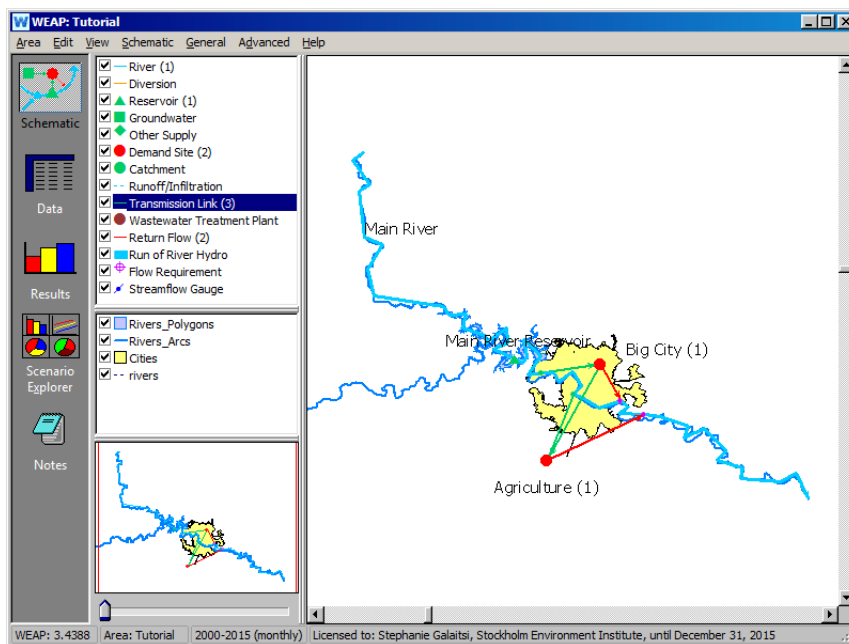 WEAP: Tutorial
Area Edit View Schematic General Advanced Help
Schematic
Data
Results
Scenario
Explorer
Notes
River (1)
Diversion
Reservoir (1)
Groundwater
Other Supply
Demand Site (2)
Catchment
Runoff/Infiltration
Transmission Link (3)
Wastewater Treatment Plant
Return Flow (2)
Run of River Hydro
Flow Requirement
Streamflow Gauge
Rivers_Polygons
Rivers_Arcs
Cities
rivers
Main River
Main River Reservoir
Big City (1)
Agriculture (1)
WEAP: 3.4388 Area: Tutorial 2000-2015 (monthly) Licensed to: Stephanie Galaitsi, Stockholm Environment Institute, until December 31, 2015